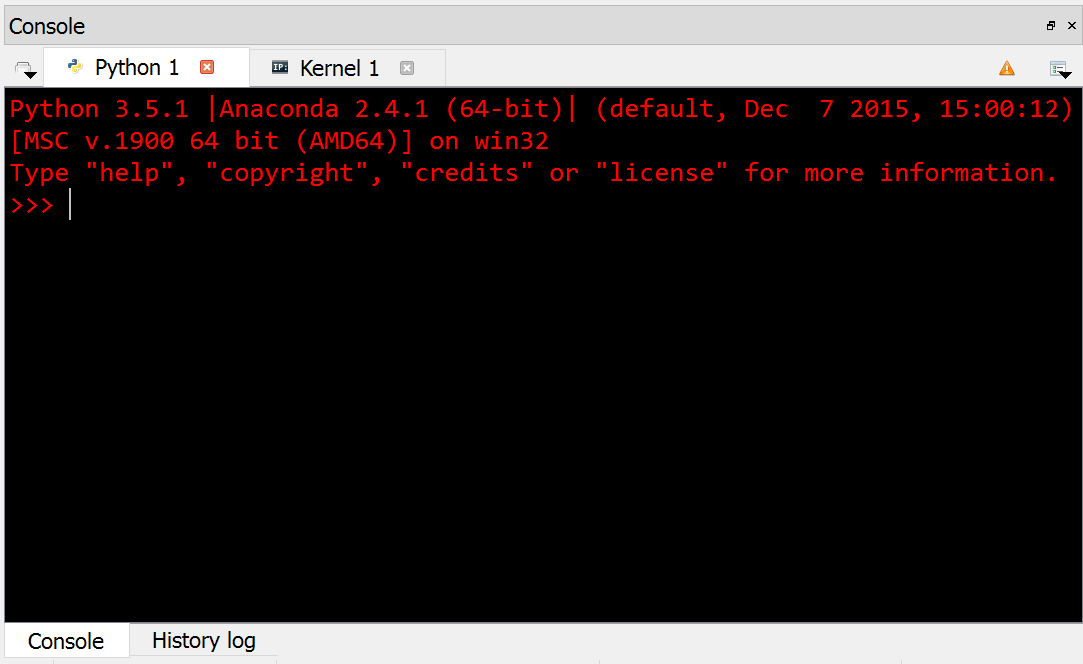 Console
Python 1
IP:
Kernel 1
Python 3.5.1 |Anaconda 2.4.1 (64-bit)| (default, Dec  7 2015, 15:00:12)
[MSC v.1900 64 bit (AMD64)] on win32
Type "help", "copyright", "credits" or "license" for more information.
>>>
Console
History log